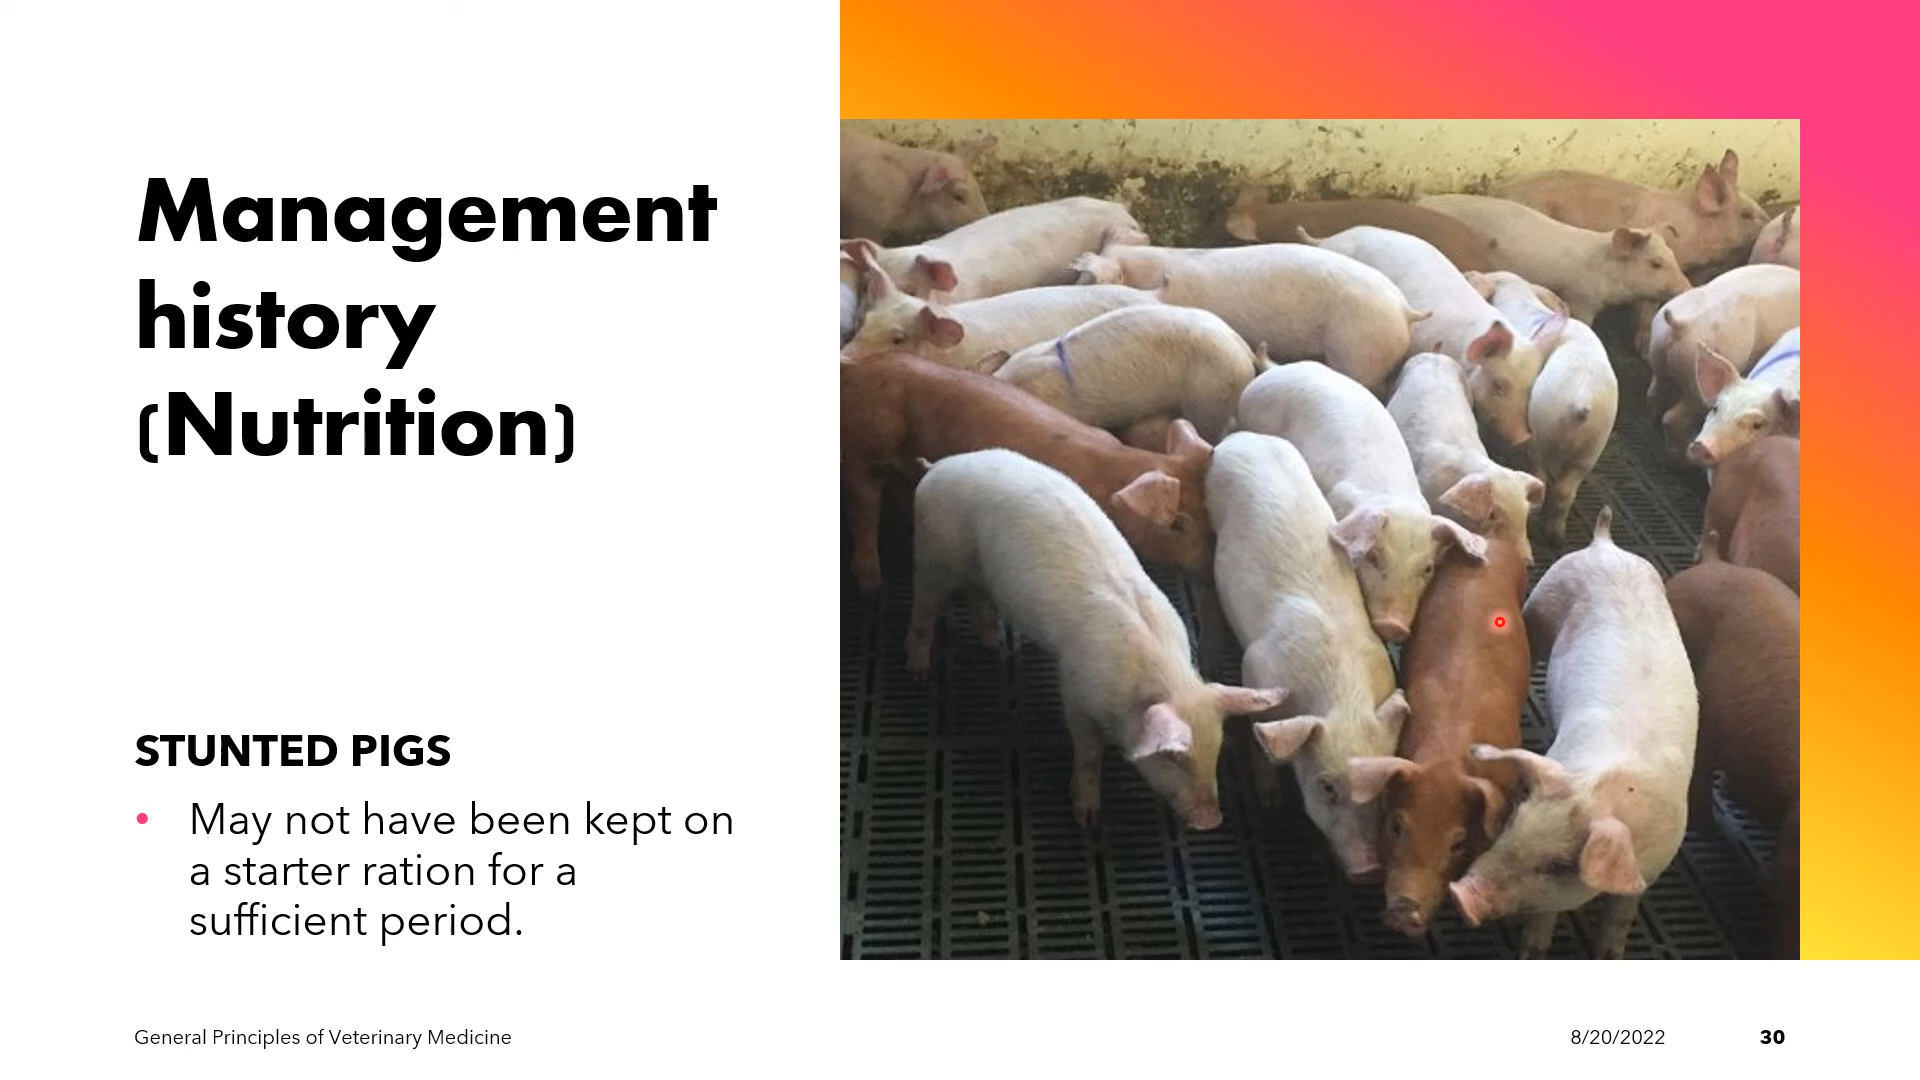 Management
history
(Nutrition)
STUNTED PIGS
• May not have been kept on
a starter ration for a
sufficient period.
General Principles of Veterinary Medicine
8/20/2022
30